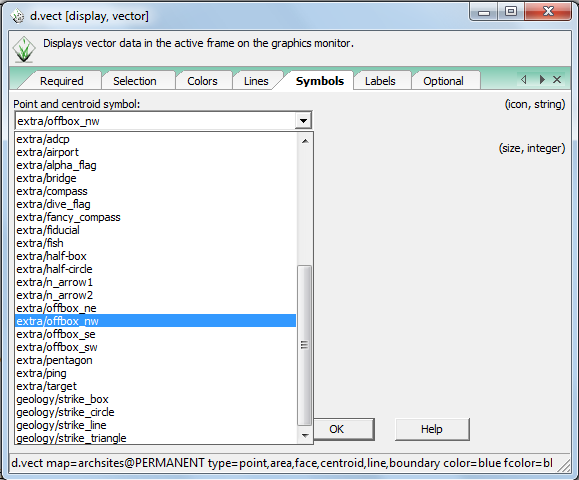 d.vect [display, vector]
Displays vector data in the active frame on the graphics monitor.
Required Selection Colors Lines Symbols Labels Optional
Point and centroid symbol: (icon, string)
extra/offbox_nw
(size, integer)
extra/adcp
extra/airport
extra/alpha_flag
extra/bridge
extra/compass
extra/dive_flag
extra/fancy_compass
extra/fiducial
extra/fish
extra/half-box
extra/half-circle
extra/n_arrow1
extra/n_arrow2
extra/offbox_ne
extra/offbox_nw
extra/offbox_se
extra/offbox_sw
extra/pentagon
extra/ping
extra/target
geology/strike_box
geology/strike_circle
geology/strike_line
geology/strike_triangle
OK Help
d.vect map=archsites@PERMANENT type=point,area,face,centroid,line,boundary color=blue fcolor=bl